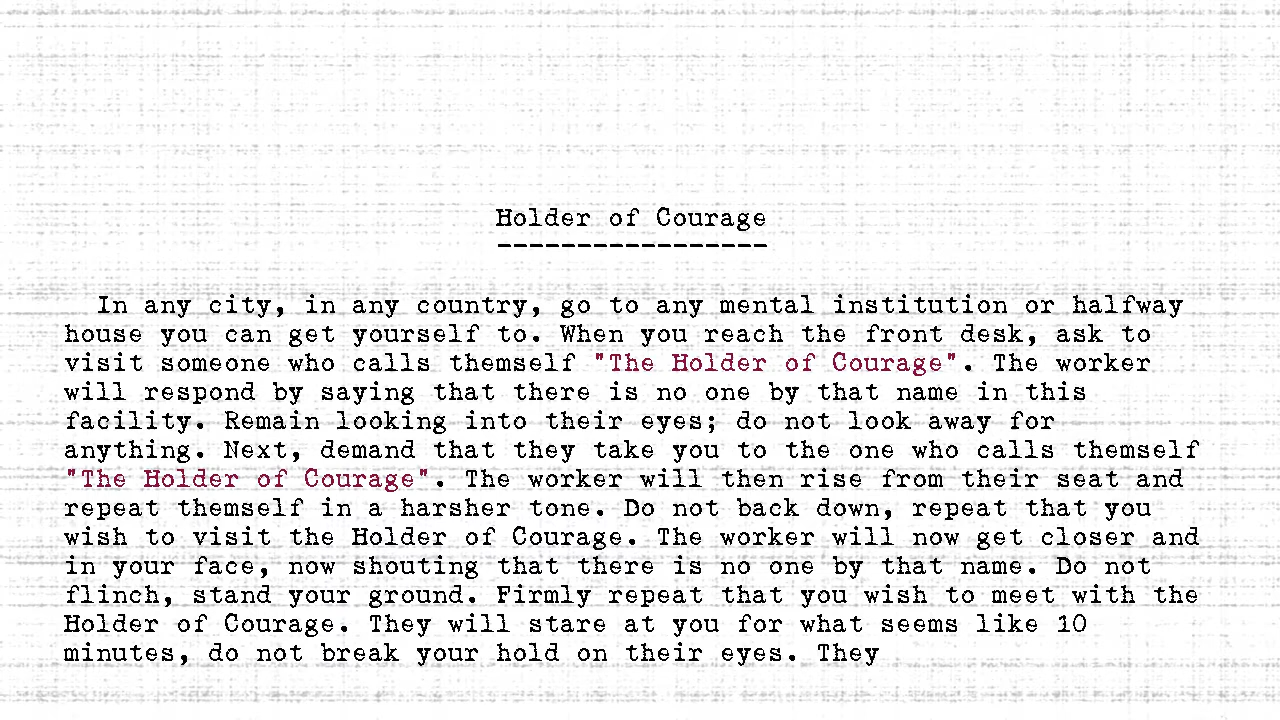 Holder of Courage
-----------------
In any city, in any country, go to any mental institution or halfway
house you can get yourself to. When you reach the front desk, ask to
visit someone who calls themself "The Holder of Courage". The worker
will respond by saying that there is no one by that name in this
facility. Remain looking into their eyes; do not look away for
anything. Next, demand that they take you to the one who calls themself
"The Holder of Courage". The worker will then rise from their seat and
repeat themself in a harsher tone. Do not back down, repeat that you
wish to visit the Holder of Courage. The worker will now get closer and
in your face, now shouting that there is no one by that name. Do not
flinch, stand your ground. Firmly repeat that you wish to meet with the
Holder of Courage. They will stare at you for what seems like 10
minutes, do not break your hold on their eyes. They